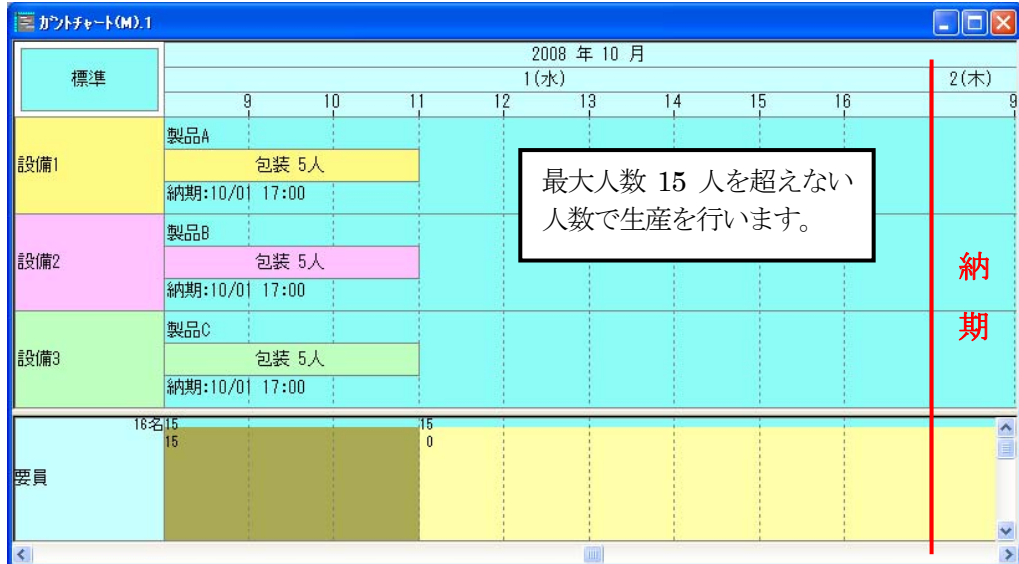 ガントチャート(M).1
標準
2008 年 10 月
1(水)
2(木)
9 10 11 12 13 14 15 16 9
設備1
製品A
包装 5人
納期:10/01 17:00
最大人数 15 人を超えない
人数で生産を行います。
設備2
製品B
包装 5人
納期:10/01 17:00
設備3
製品C
包装 5人
納期:10/01 17:00
納
期
要員
16名
15 15
15 0